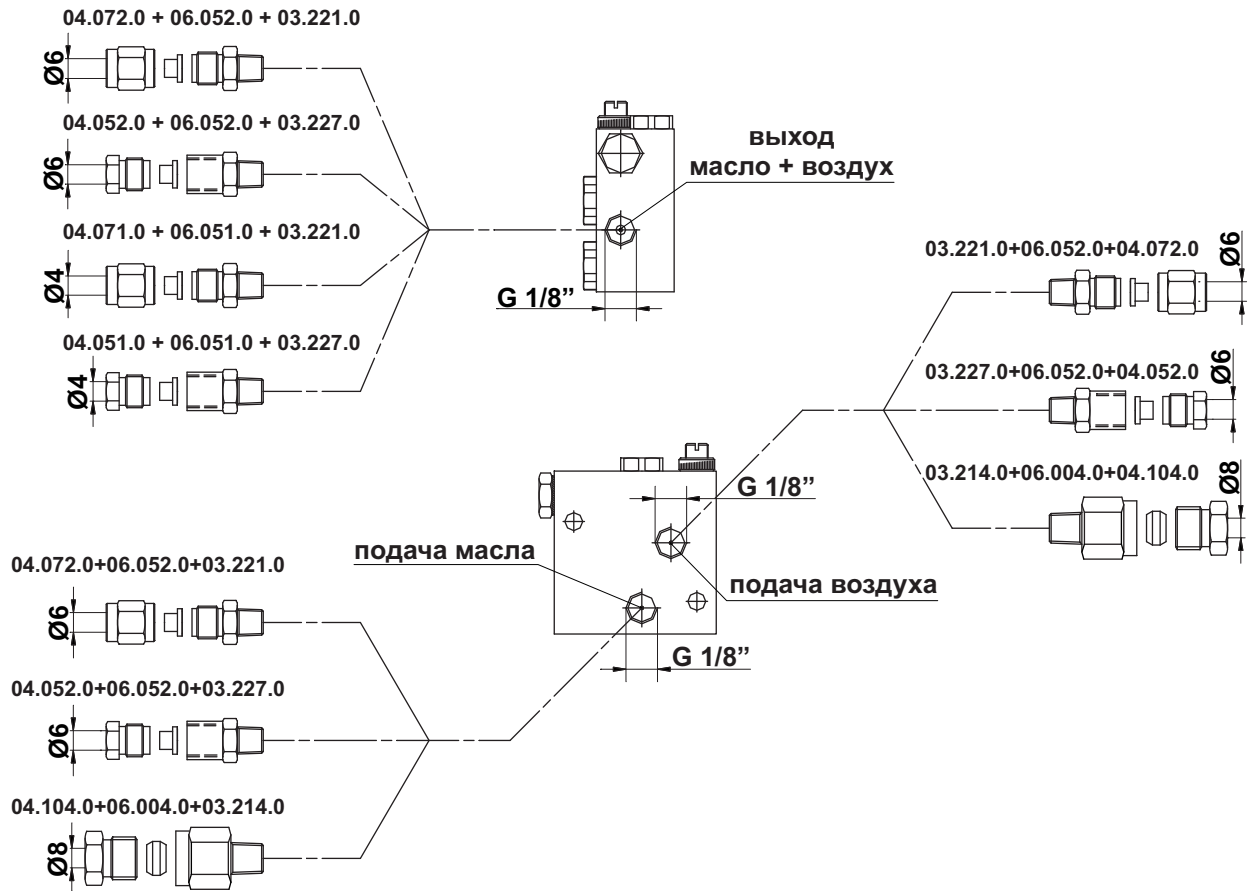 04.072.0 + 06.052.0 + 03.221.0
Ø6
04.052.0 + 06.052.0 + 03.227.0
Ø6
04.071.0 + 06.051.0 + 03.221.0
Ø4
04.051.0 + 06.051.0 + 03.227.0
Ø4
выход
масло + воздух
G 1/8”
03.221.0+06.052.0+04.072.0
Ø6
03.227.0+06.052.0+04.052.0
Ø6
03.214.0+06.004.0+04.104.0
Ø8
G 1/8”
подача масла
подача воздуха
G 1/8”
04.072.0+06.052.0+03.221.0
Ø6
04.052.0+06.052.0+03.227.0
Ø6
04.104.0+06.004.0+03.214.0
Ø8